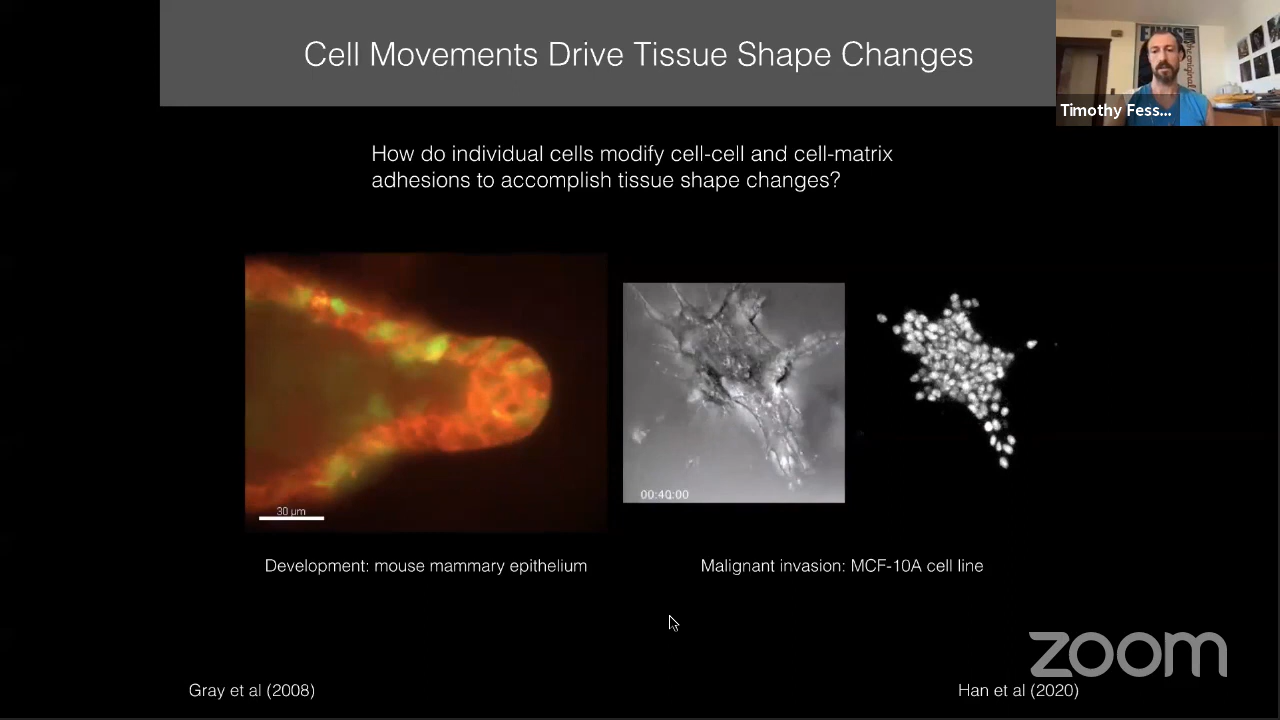 Cell Movements Drive Tissue Shape Changes
Timothy Fess...
How do individual cells modify cell-cell and cell-matrix
adhesions to accomplish tissue shape changes?
00:40:00
30 µm
Development: mouse mammary epithelium
Malignant invasion: MCF-10A cell line
zoom
Gray et al (2008)
Han et al (2020)